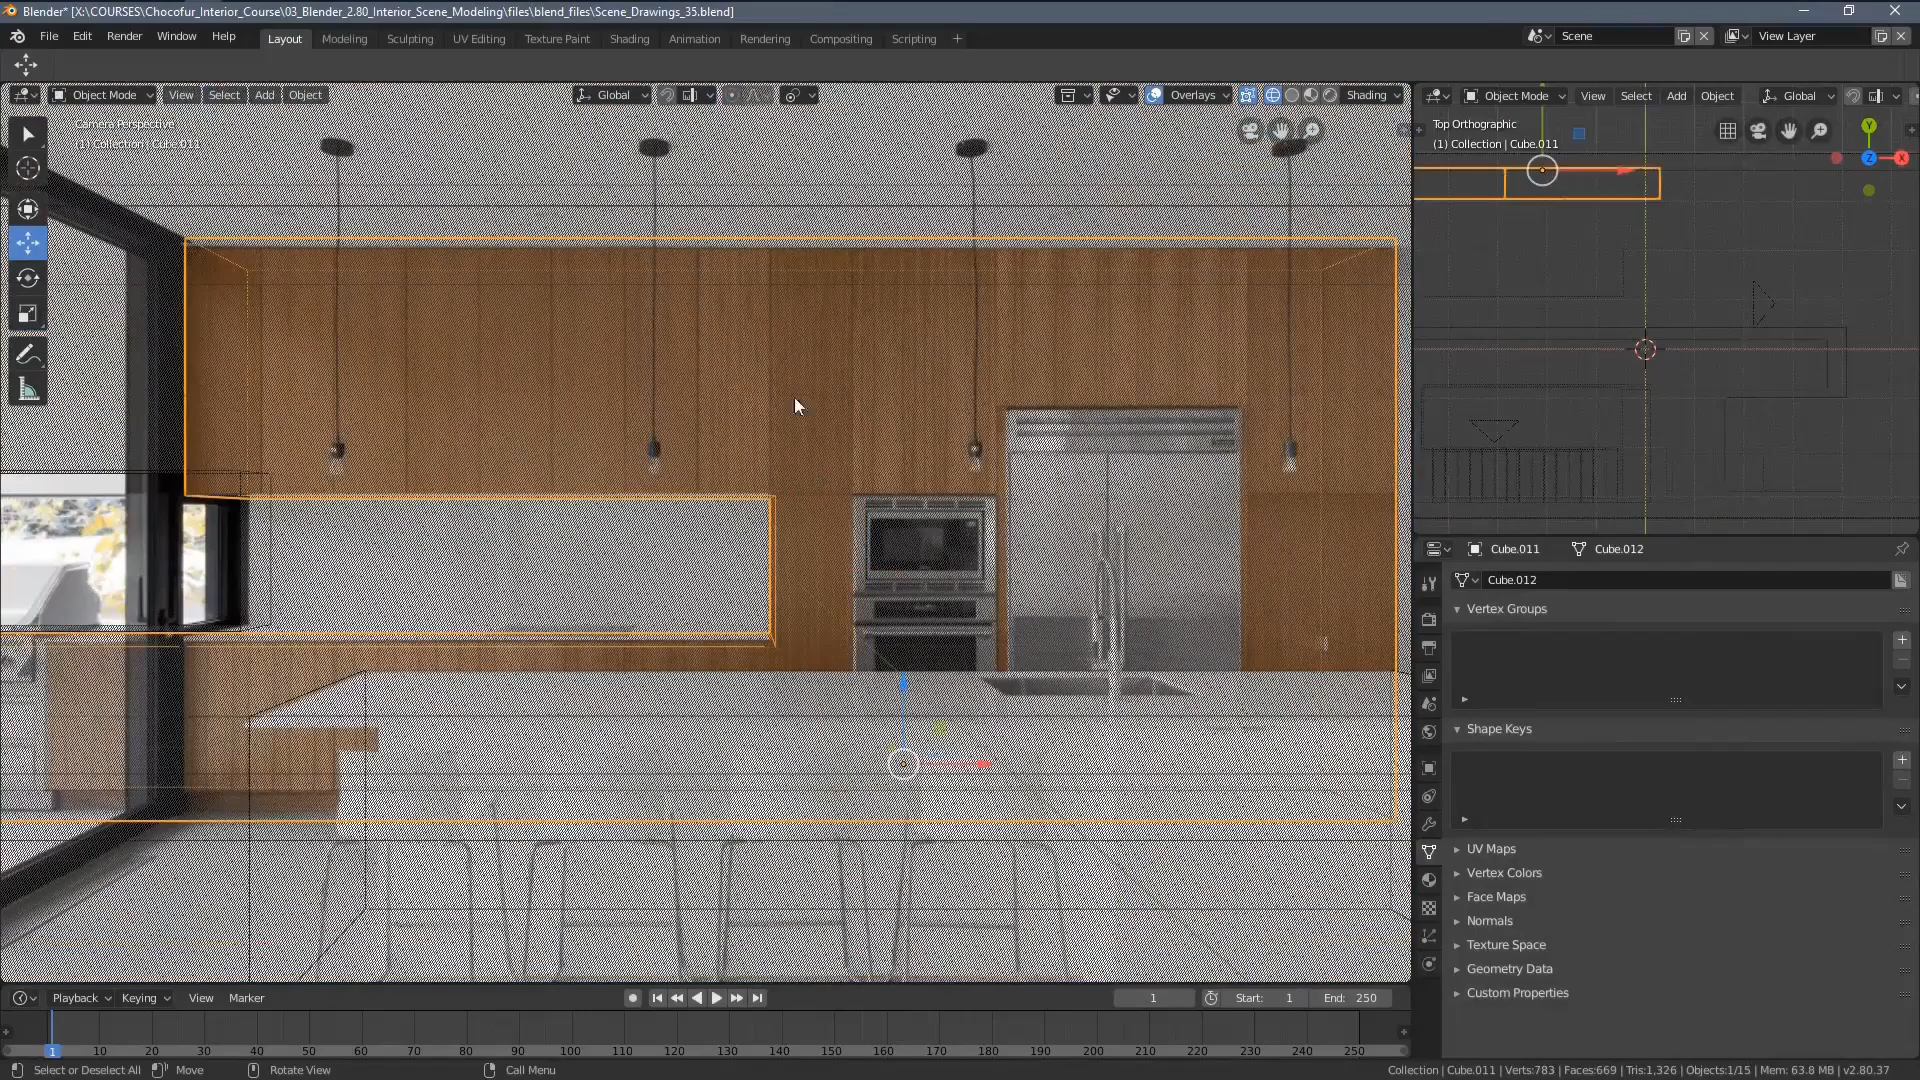 Blender* [X:\COURSES\Chocofur_Interior_Course\03_Blender_2.80_Interior_Scene_Modeling\files\blend_files\Scene_Drawings_35.blend]
File Edit Render Window Help Layout Modeling Sculpting UV Editing Texture Paint Shading Animation Rendering Compositing Scripting + Scene View Layer
Object Mode View Select Add Object Global Overlays Shading
Object Mode View Select Add Object Global
Camera Perspective
(1) Collection | Cube.011
Top Orthographic
(1) Collection | Cube.011
Y
Z
X
Cube.011 Cube.012
Cube.012
Vertex Groups
Shape Keys
UV Maps
Vertex Colors
Face Maps
Normals
Texture Space
Geometry Data
Custom Properties
Playback Keying View Marker 1 Start: 1 End: 250
1 10 20 30 40 50 60 70 80 90 100 110 120 130 140 150 160 170 180 190 200 210 220 230 240 250
Select or Deselect All Move Rotate View Call Menu Collection | Cube.011 | Verts:783 | Faces:669 | Tris:1,326 | Objects:1/15 | Mem: 63.8 MB | v2.80.37